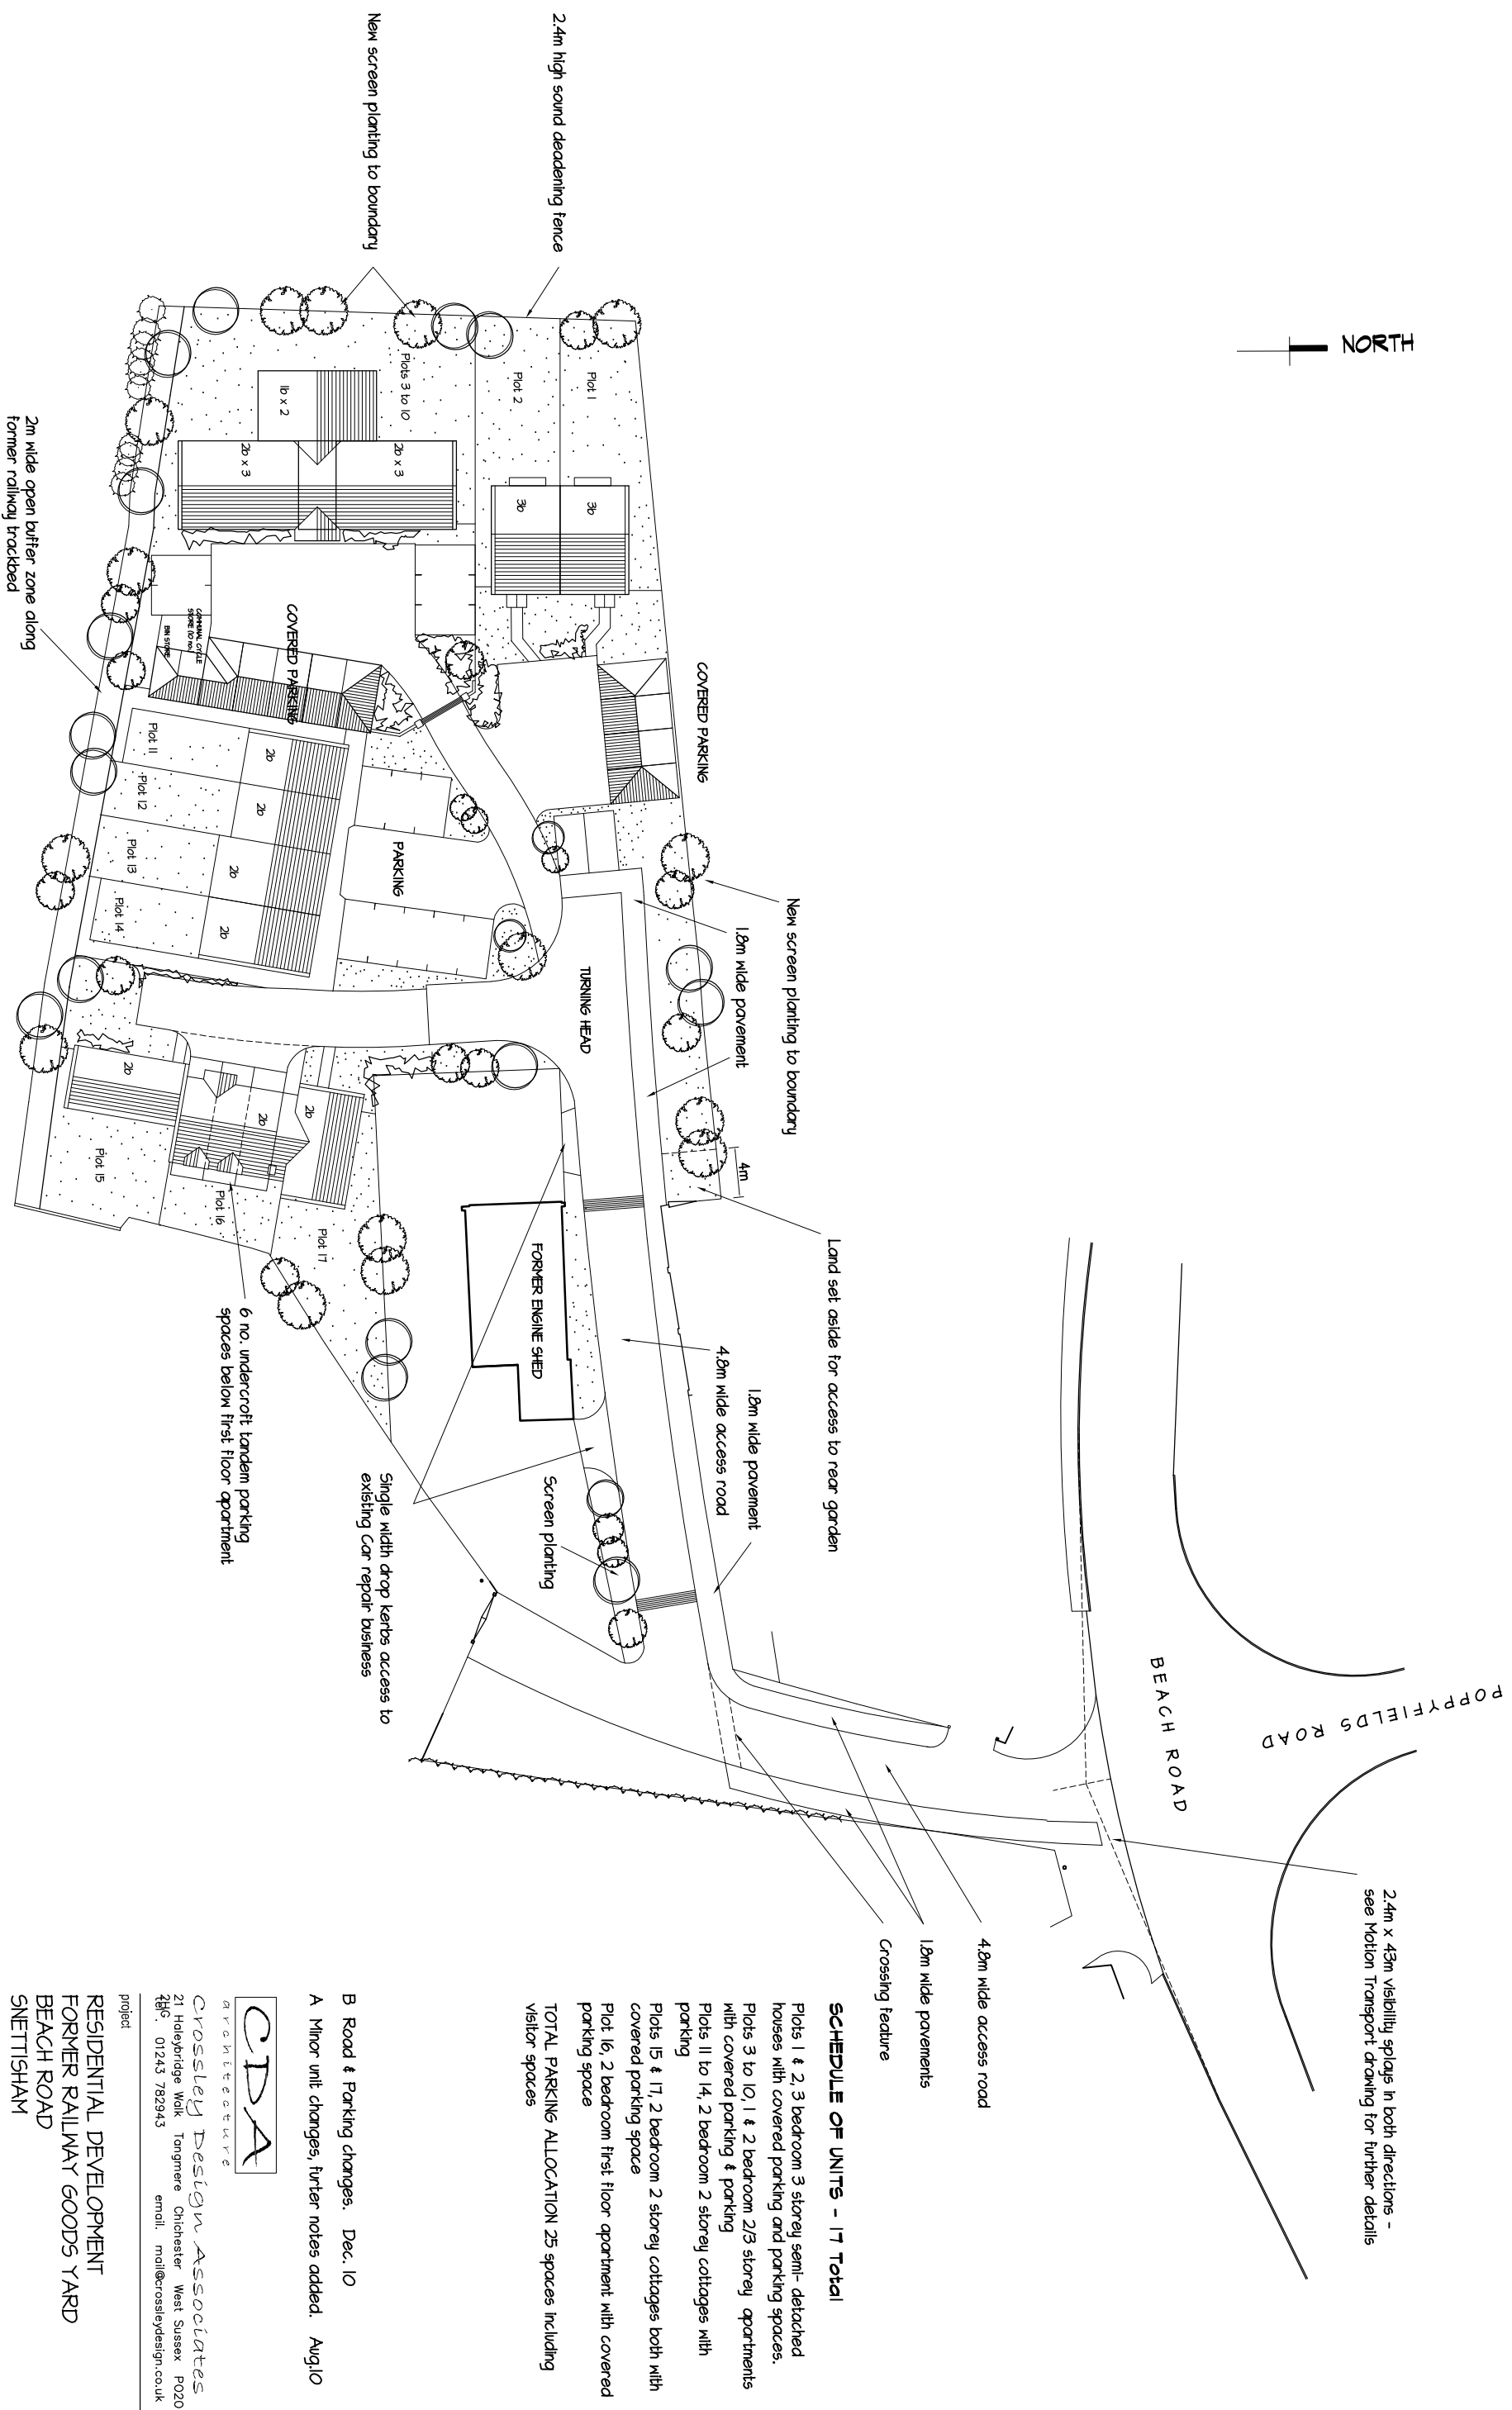 NORTH
2.4m high sound deadening fence
New screen planting to boundary
Plot 1
Plot 2
Plots 3 to 10
1b x 2
2b x 3
2b x 3
3b
3b
COVERED PARKING
COVERED PARKING
COMMUNAL CYCLE
STORE (10 no.)
BIN STORE
2m wide open buffer zone along
former railway trackbed
Plot 11
Plot 12
Plot 13
Plot 14
2b
2b
2b
2b
PARKING
TURNING HEAD
New screen planting to boundary
1.8m wide pavement
4m
Land set aside for access to rear garden
2b
2b
2b
Plot 15
Plot 16
Plot 17
6 no. undercroft tandem parking
spaces below first floor apartment
FORMER ENGINE SHED
4.8m wide access road
1.8m wide pavement
Screen planting
Single width drop kerbs access to
existing Car repair business
BEACH ROAD
POPPYFIELDS ROAD
2.4m x 43m visibility splays in both directions -
see Motion Transport drawing for further details
4.8m wide access road
1.8m wide pavements
Crossing feature
SCHEDULE OF UNITS - 17 Total
Plots 1 & 2, 3 bedroom 3 storey semi- detached
houses with covered parking and parking spaces.
Plots 3 to 10, 1 & 2 bedroom 2/3 storey apartments
with covered parking & parking
Plots 11 to 14, 2 bedroom 2 storey cottages with
parking
Plots 15 & 17, 2 bedroom 2 storey cottages both with
covered parking space
Plot 16, 2 bedroom first floor apartment with covered
parking space
TOTAL PARKING ALLOCATION 25 spaces including
visitor spaces
B Road & Parking changes. Dec. 10
A Minor unit changes, furter notes added. Aug.10
CDA
architecture
Crossley Design Associates
21 Haleybridge Walk Tangmere Chichester West Sussex PO20
2HG
tel. 01243 782943 email. mail@crossleydesign.co.uk
project
RESIDENTIAL DEVELOPMENT
FORMER RAILWAY GOODS YARD
BEACH ROAD
SNETTISHAM